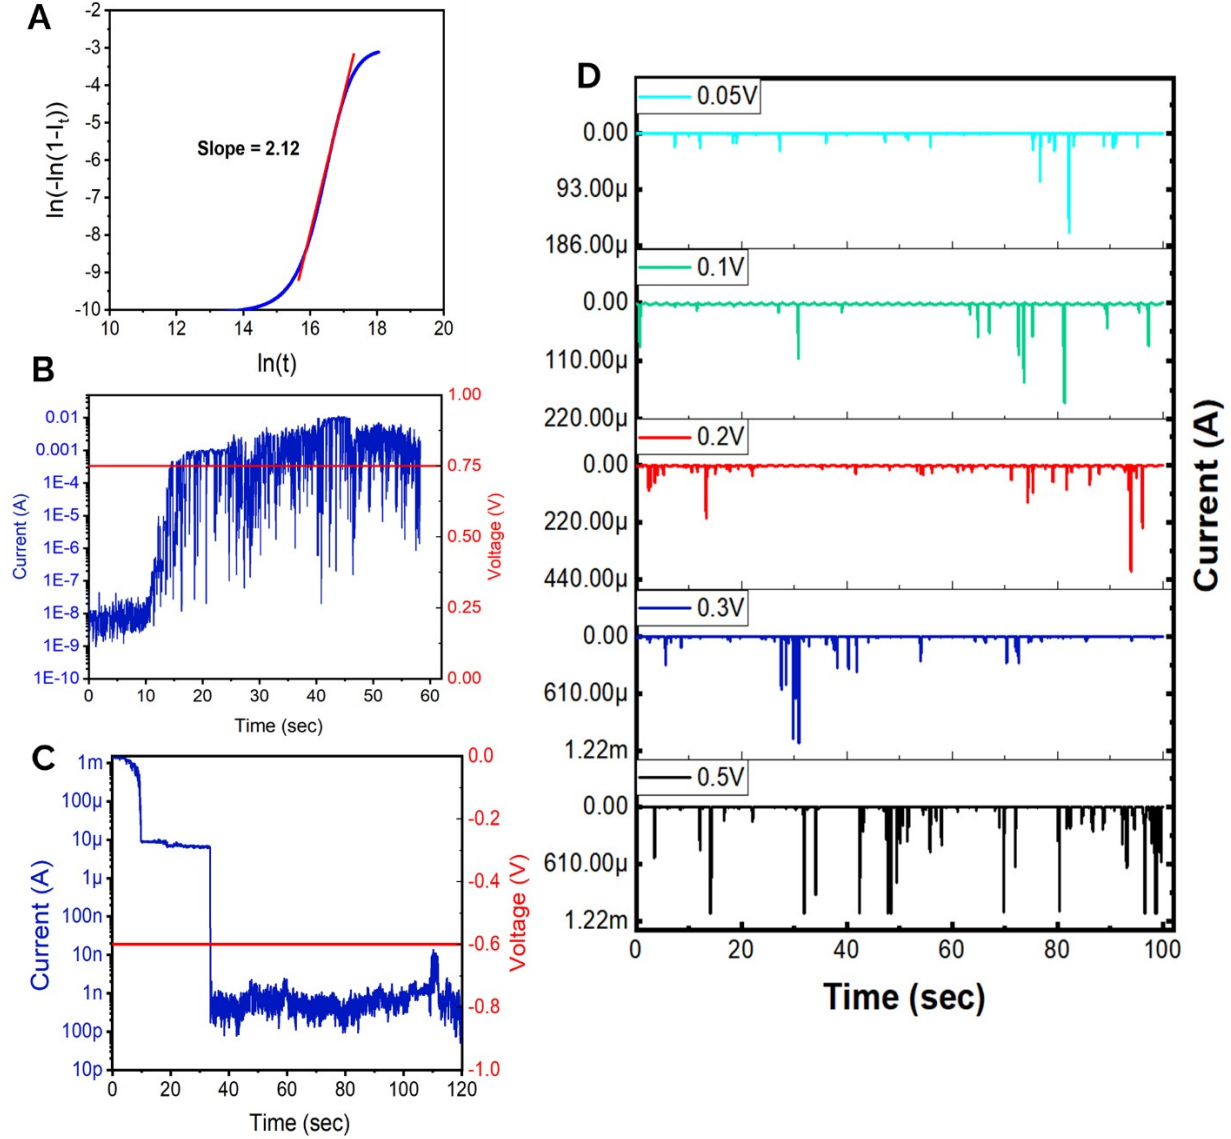 A
-2
-3
-4
-5
-6
-7
-8
-9
-10
ln(-ln(1-It))
Slope = 2.12
10 12 14 16 18 20
ln(t)
B
0.01
0.001
1E-4
1E-5
1E-6
1E-7
1E-8
1E-9
1E-10
Current (A)
1.00
0.75
0.50
0.25
0.00
Voltage (V)
0 10 20 30 40 50 60
Time (sec)
C
1m
100µ
10µ
1µ
100n
10n
1n
100p
10p
Current (A)
0.0
-0.2
-0.4
-0.6
-0.8
-1.0
Voltage (V)
0 20 40 60 80 100 120
Time (sec)
D
0.05V
0.00
93.00µ
186.00µ
0.1V
0.00
110.00µ
220.00µ
0.2V
0.00
220.00µ
440.00µ
0.3V
0.00
610.00µ
1.22m
0.5V
0.00
610.00µ
1.22m
0 20 40 60 80 100
Time (sec)
Current (A)